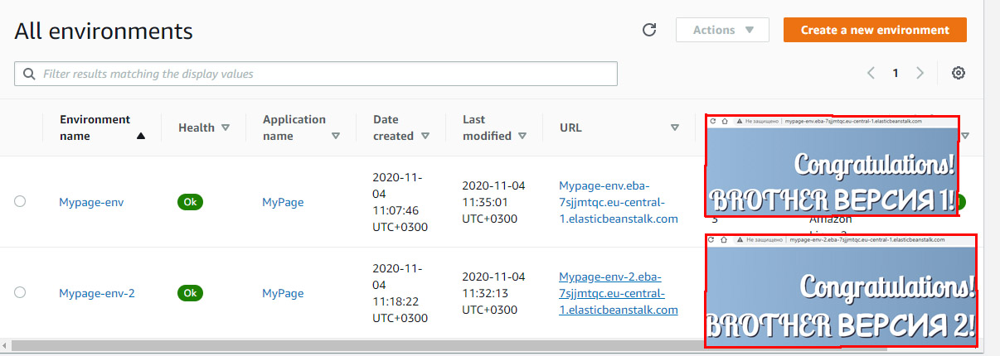 All environments
Actions
Create a new environment
Filter results matching the display values
1
Environment
name
Health
Application
name
Date
created
Last
modified
URL
Mypage-env
Ok
MyPage
2020-11-
04
11:07:46
UTC+0300
2020-11-04
11:35:01
UTC+0300
Mypage-env.eba-
7sjjmtqc.eu-central-
1.elasticbeanstalk.com
Не защищено | mypage-env.eba-7sjjmtqc.eu-central-1.elasticbeanstalk.com
Congratulations!
BROTHER ВЕРСИЯ 1!
3
Amazon
Mypage-env-2
Ok
MyPage
2020-11-
04
11:18:22
UTC+0300
2020-11-04
11:32:13
UTC+0300
Mypage-env-2.eba-
7sjjmtqc.eu-central-
1.elasticbeanstalk.com
Не защищено | mypage-env-2.eba-7sjjmtqc.eu-central-1.elasticbeanstalk.com
Congratulations!
BROTHER ВЕРСИЯ 2!